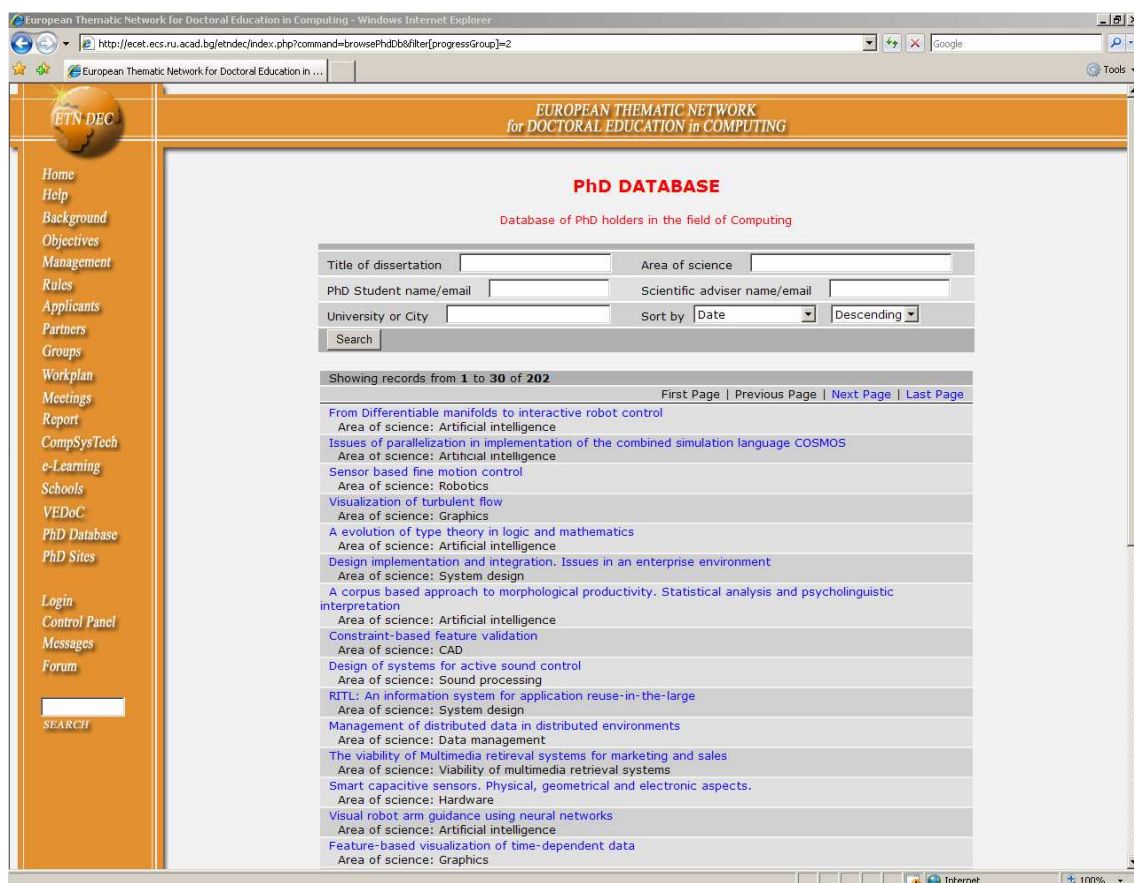 European Thematic Network for Doctoral Education in Computing - Windows Internet Explorer
http://ecet.ecs.ru.acad.bg/etndec/index.php?command=browsePhdDb&filter[progressGroup]=2
Google
European Thematic Network for Doctoral Education in ...
Tools
ETN DEC
EUROPEAN THEMATIC NETWORK
for DOCTORAL EDUCATION in COMPUTING
Home
Help
Background
Objectives
Management
Rules
Applicants
Partners
Groups
Workplan
Meetings
Report
CompSysTech
e-Learning
Schools
VEDoC
PhD Database
PhD Sites
Login
Control Panel
Messages
Forum
SEARCH
PhD DATABASE
Database of PhD holders in the field of Computing
Title of dissertation Area of science
PhD Student name/email Scientific adviser name/email
University or City Sort by Date Descending
Search
Showing records from 1 to 30 of 202
First Page | Previous Page | Next Page | Last Page
From Differentiable manifolds to interactive robot control
Area of science: Artificial intelligence
Issues of parallelization in implementation of the combined simulation language COSMOS
Area of science: Artificial intelligence
Sensor based fine motion control
Area of science: Robotics
Visualization of turbulent flow
Area of science: Graphics
A evolution of type theory in logic and mathematics
Area of science: Artificial intelligence
Design implementation and integration. Issues in an enterprise environment
Area of science: System design
A corpus based approach to morphological productivity. Statistical analysis and psycholinguistic
interpretation
Area of science: Artificial intelligence
Constraint-based feature validation
Area of science: CAD
Design of systems for active sound control
Area of science: Sound processing
RITL: An information system for application reuse-in-the-large
Area of science: System design
Management of distributed data in distributed environments
Area of science: Data management
The viability of Multimedia retireval systems for marketing and sales
Area of science: Viability of multimedia retrieval systems
Smart capacitive sensors. Physical, geometrical and electronic aspects.
Area of science: Hardware
Visual robot arm guidance using neural networks
Area of science: Artificial intelligence
Feature-based visualization of time-dependent data
Area of science: Graphics
Internet 100%